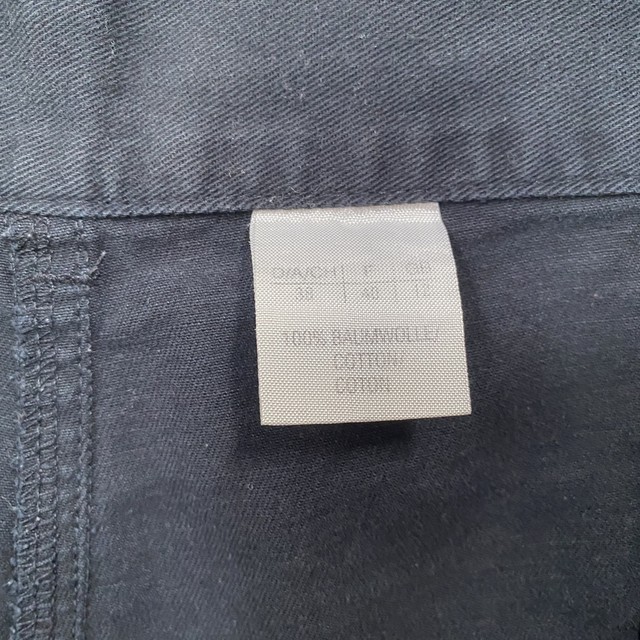 D/A/CH F GB
38 40 12
100% BAUMWOLLE/
COTTON/
COTON